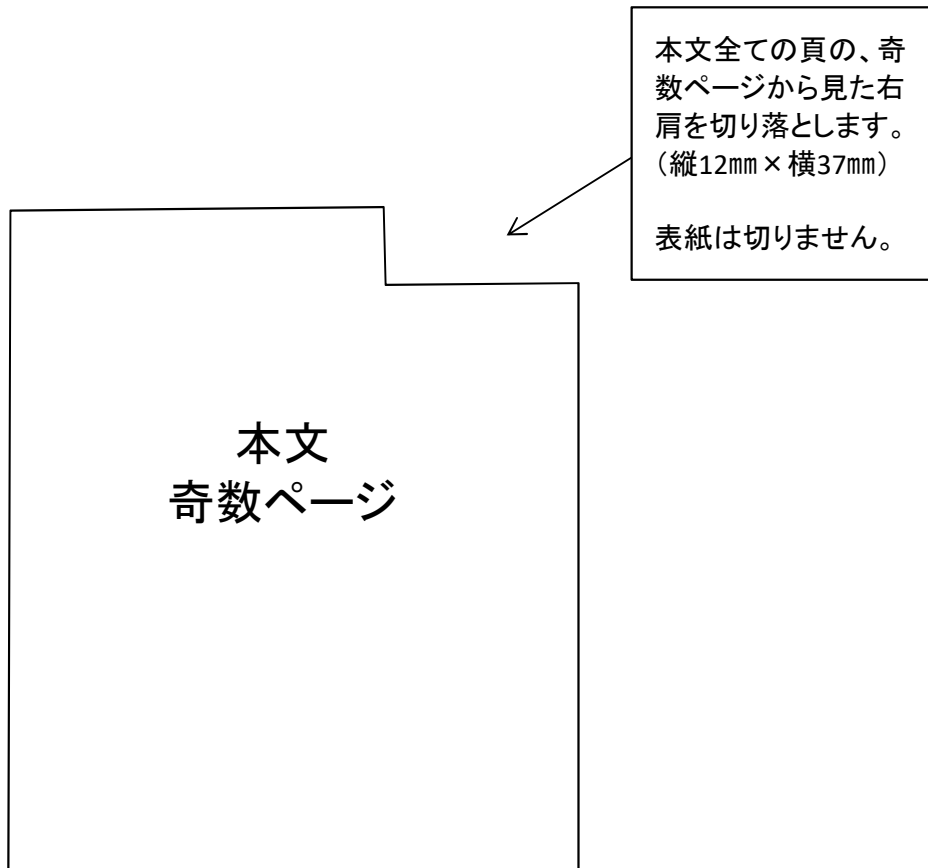 本文全ての頁の、奇
数ページから見た右
肩を切り落とします。
（縦12㎜×横37㎜）
表紙は切りません。
本文
奇数ページ